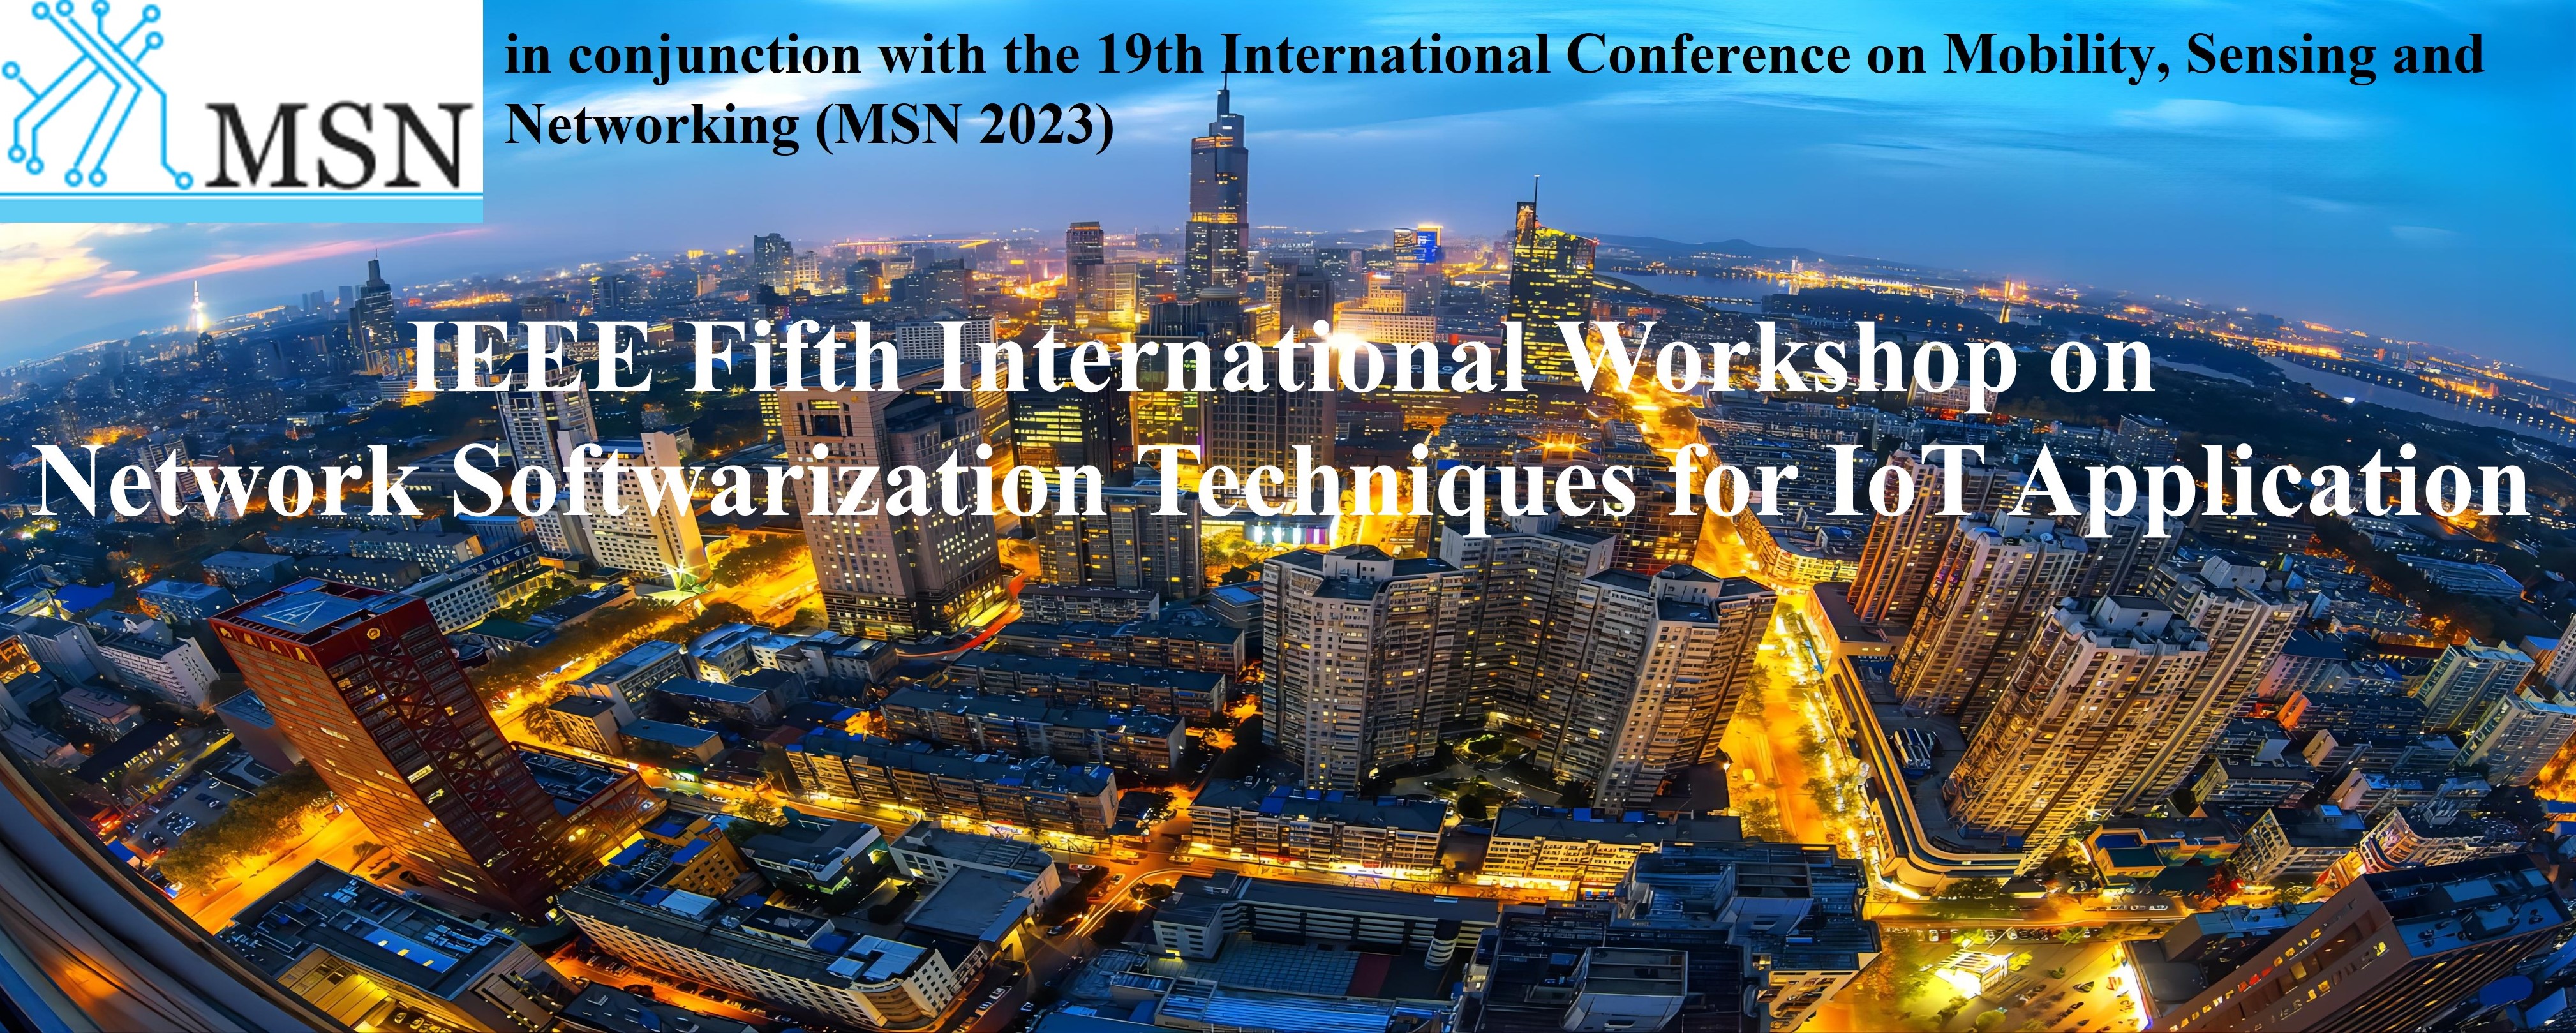 MSN
in conjunction with the 19th International Conference on Mobility, Sensing and
Networking (MSN 2023)
IEEE Fifth International Workshop on
Network Softwarization Techniques for IoT Application